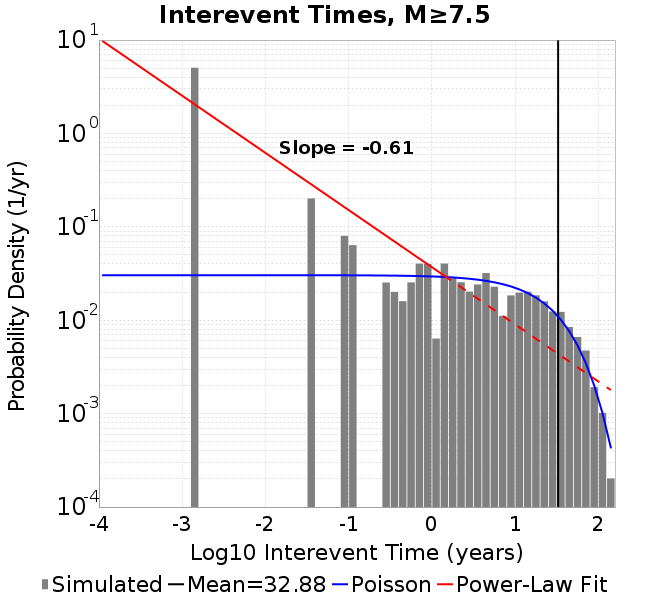 Interevent Times, M≥7.5
Probability Density (1/yr)
10^1
10^0
10^-1
10^-2
10^-3
10^-4
Slope = -0.61
-4 -3 -2 -1 0 1 2
Log10 Interevent Time (years)
Simulated Mean=32.88 Poisson Power-Law Fit